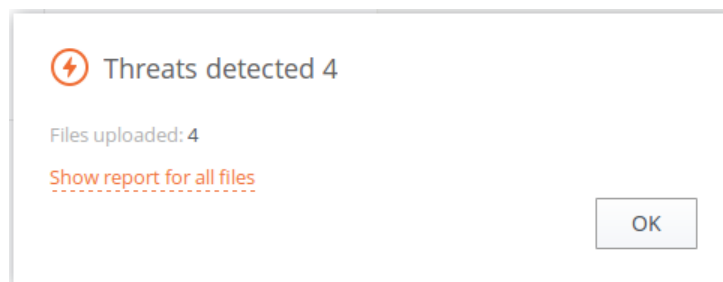 Threats detected 4
Files uploaded: 4
Show report for all files
OK